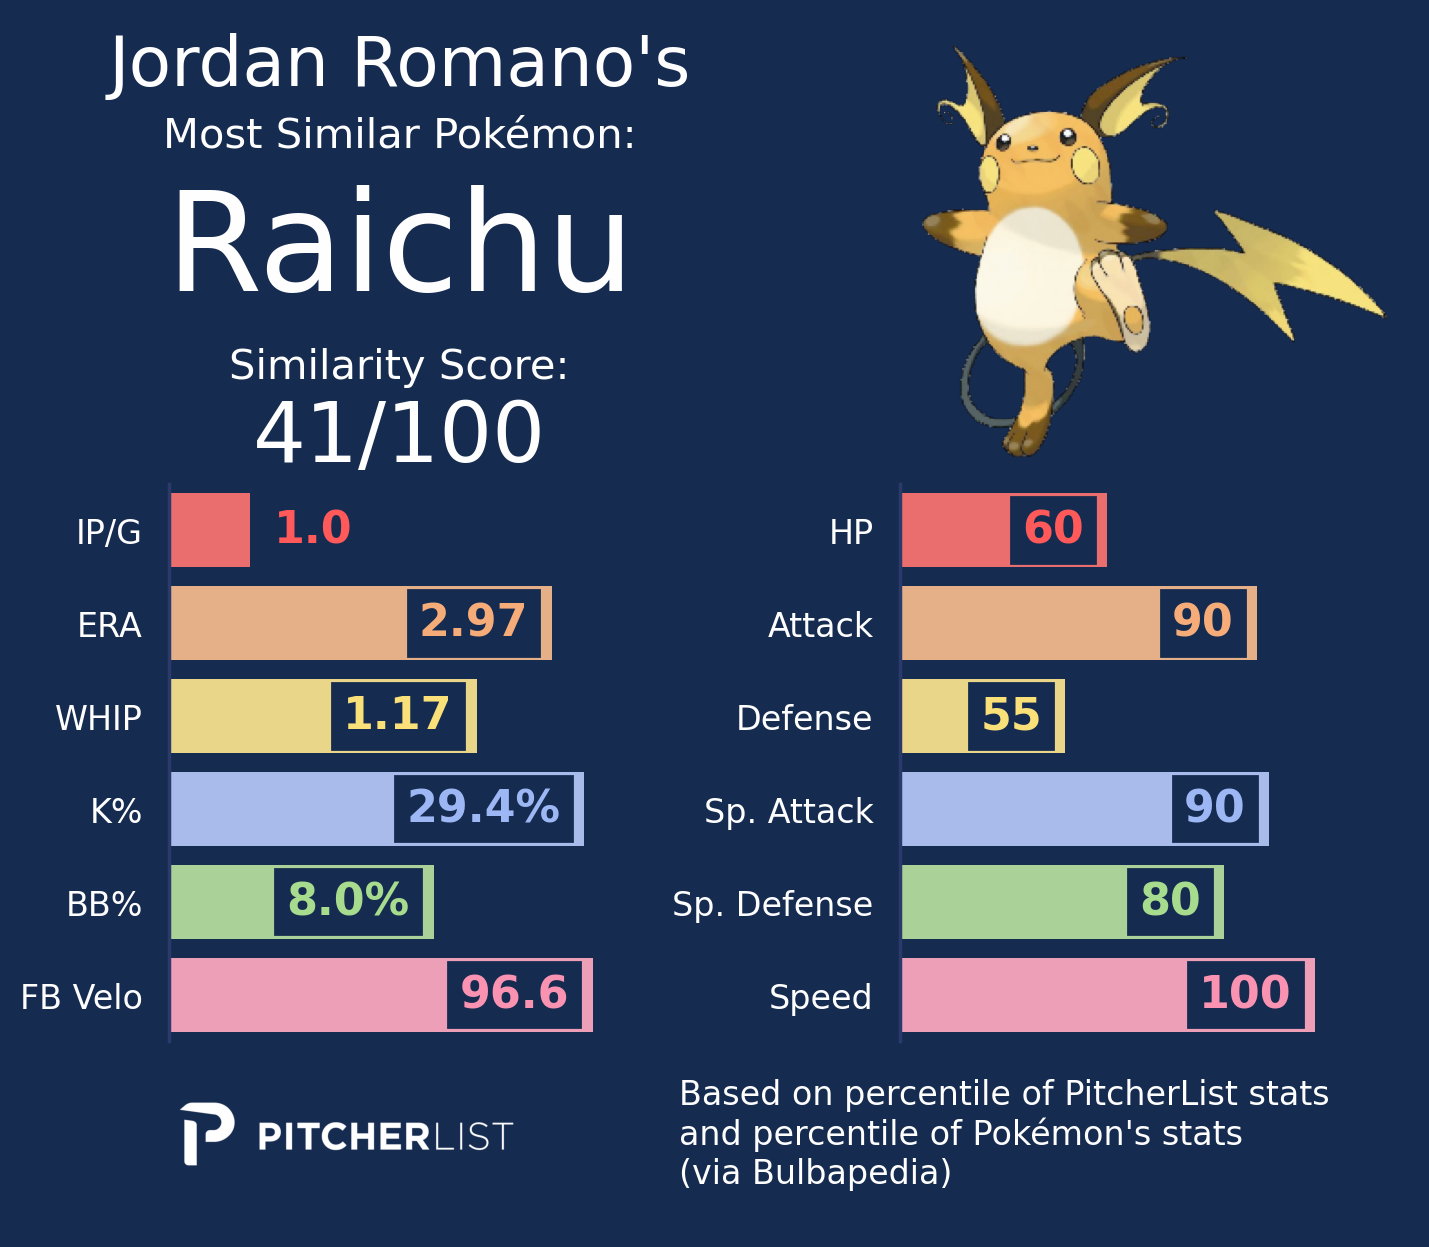 Jordan Romano's
Most Similar Pokémon:
Raichu
Similarity Score:
41/100
IP/G 1.0
ERA 2.97
WHIP 1.17
K% 29.4%
BB% 8.0%
FB Velo 96.6
HP 60
Attack 90
Defense 55
Sp. Attack 90
Sp. Defense 80
Speed 100
PITCHERLIST
Based on percentile of PitcherList stats
and percentile of Pokémon's stats
(via Bulbapedia)